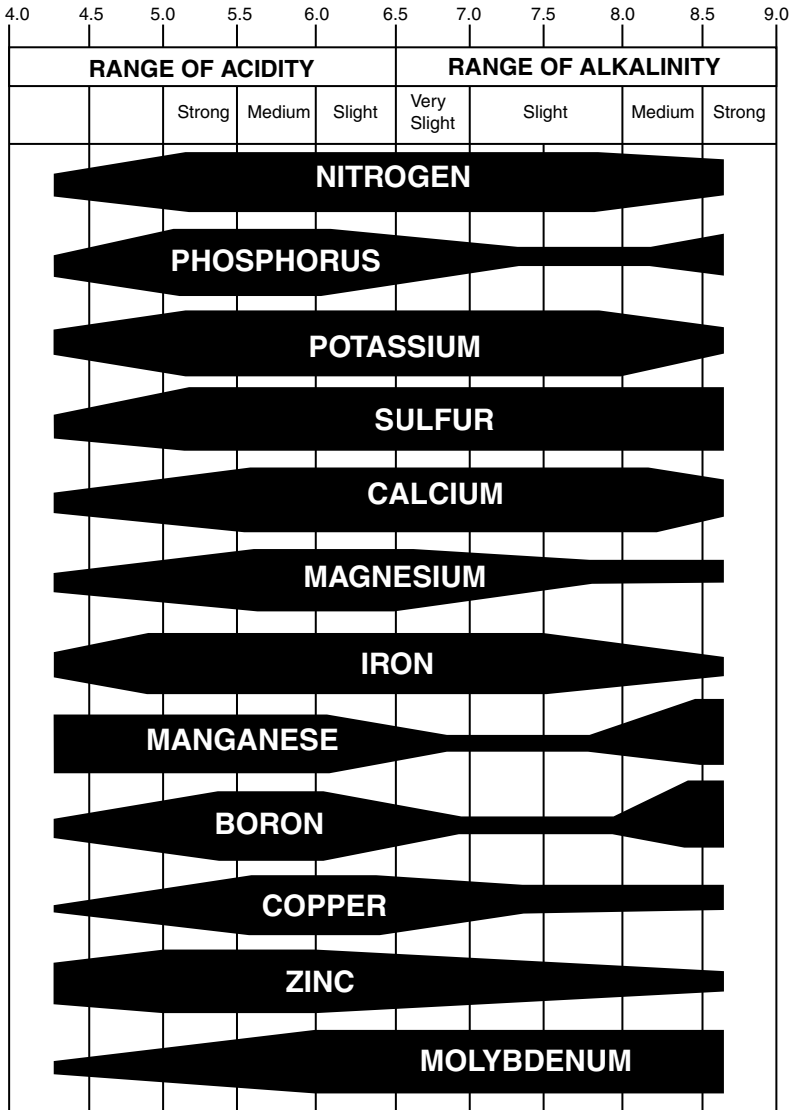 4.0 4.5 5.0 5.5 6.0 6.5 7.0 7.5 8.0 8.5 9.0
RANGE OF ACIDITY RANGE OF ALKALINITY
Strong Medium Slight Very Slight Slight Medium Strong
NITROGEN
PHOSPHORUS
POTASSIUM
SULFUR
CALCIUM
MAGNESIUM
IRON
MANGANESE
BORON
COPPER
ZINC
MOLYBDENUM